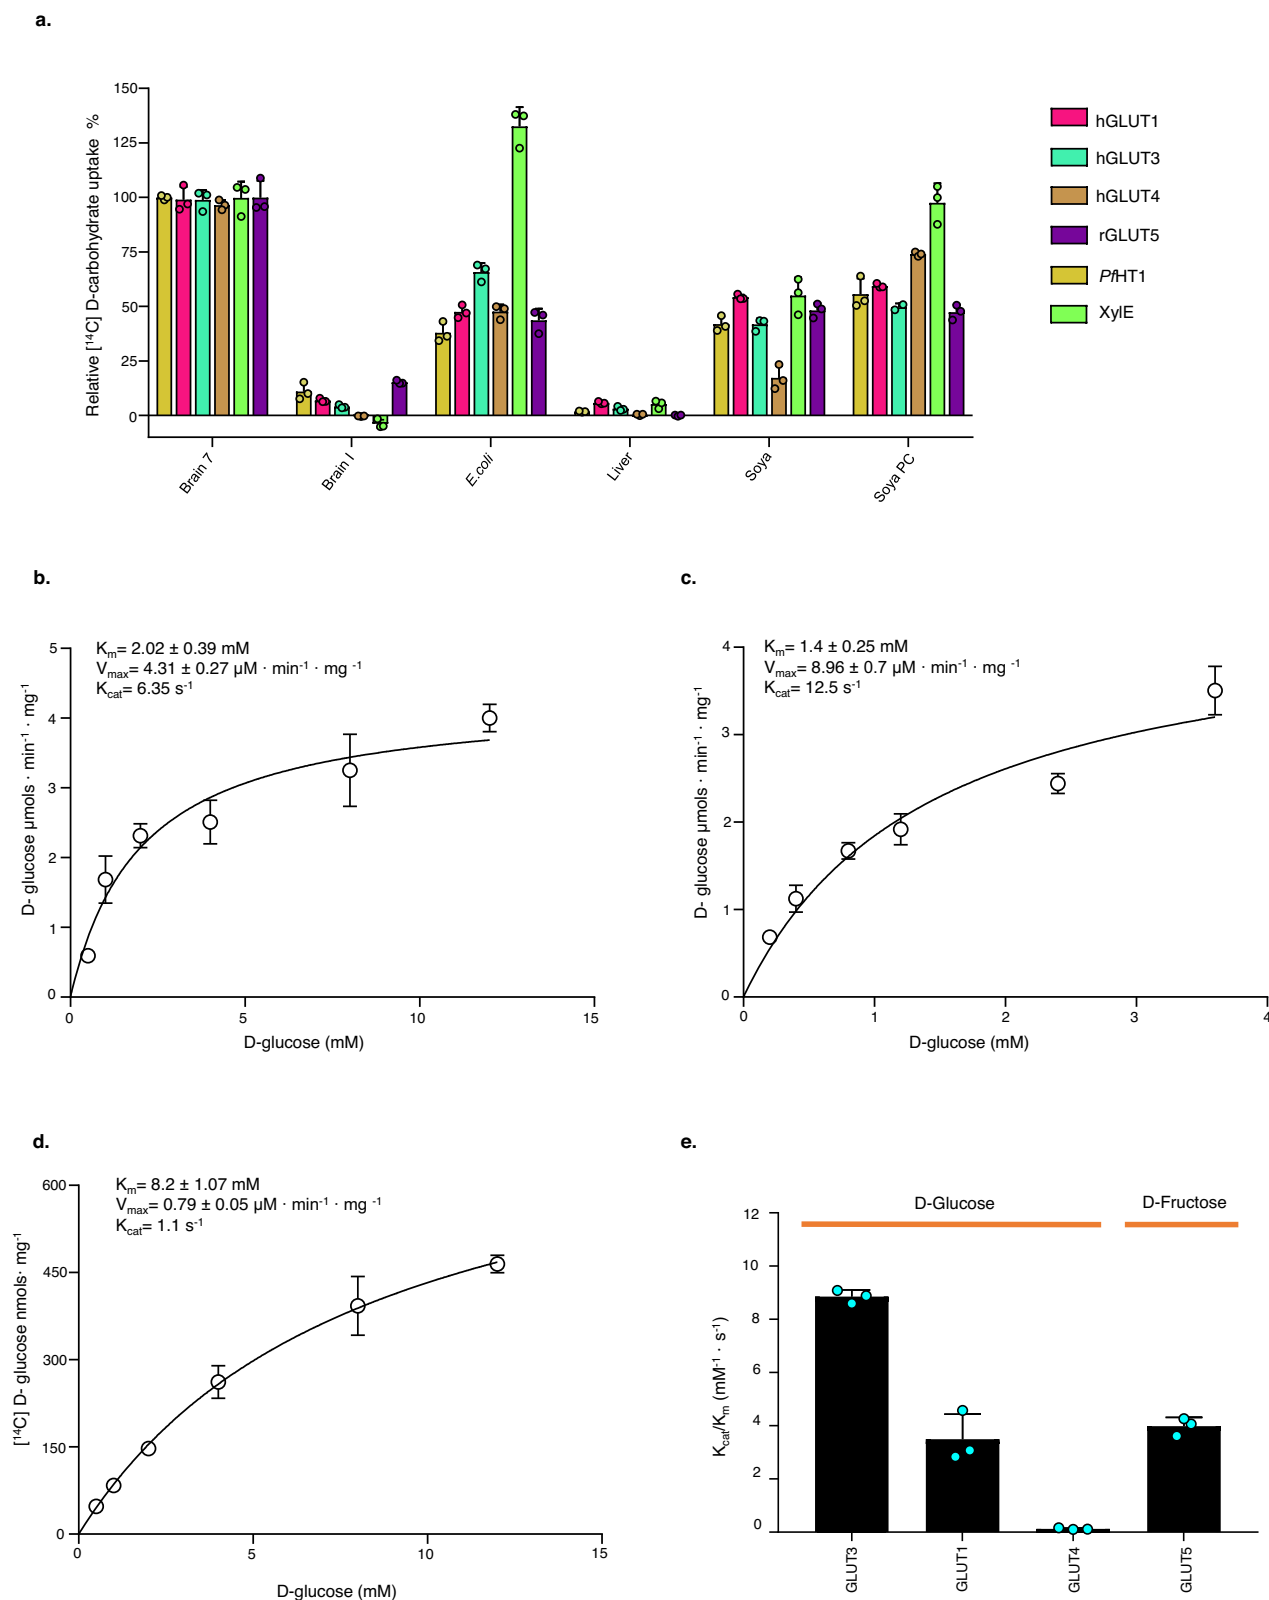 a.
Relative [¹⁴C] D-carbohydrate uptake %
150
125
100
75
50
25
0
Brain 7
Brain I
E.coli
Liver
Soya
Soya PC
hGLUT1
hGLUT3
hGLUT4
rGLUT5
PfHT1
XylE
b.
Kₘ= 2.02 ± 0.39 mM
Vₘₐₓ= 4.31 ± 0.27 µM · min⁻¹ · mg ⁻¹
K_cat= 6.35 s⁻¹
D- glucose µmols · min⁻¹ · mg⁻¹
5
4
3
2
1
0
0 5 10 15
D-glucose (mM)
c.
Kₘ= 1.4 ± 0.25 mM
Vₘₐₓ= 8.96 ± 0.7 µM · min⁻¹ · mg ⁻¹
K_cat= 12.5 s⁻¹
D- glucose µmols · min⁻¹ · mg⁻¹
4
3
2
1
0
0 1 2 3 4
D-glucose (mM)
d.
Kₘ= 8.2 ± 1.07 mM
Vₘₐₓ= 0.79 ± 0.05 µM · min⁻¹ · mg ⁻¹
K_cat= 1.1 s⁻¹
[¹⁴C] D- glucose nmols· mg⁻¹
600
450
300
150
0
0 5 10 15
D-glucose (mM)
e.
D-Glucose D-Fructose
K_cat/Kₘ (mM⁻¹ · s⁻¹)
12
10
8
6
4
2
0
GLUT3
GLUT1
GLUT4
GLUT5